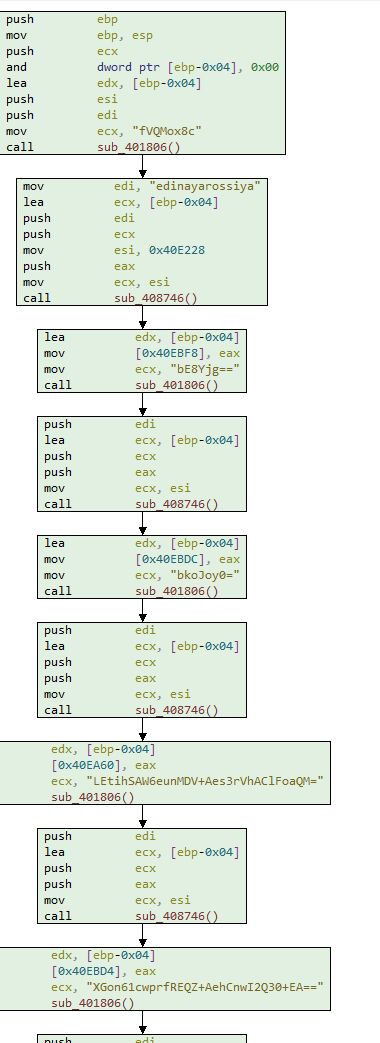 push ebp
mov ebp, esp
push ecx
and dword ptr [ebp-0x04], 0x00
lea edx, [ebp-0x04]
push esi
push edi
mov ecx, "fVQMox8c"
call sub_401806()
mov edi, "edinayarossiya"
lea ecx, [ebp-0x04]
push edi
push ecx
mov esi, 0x40E228
push eax
mov ecx, esi
call sub_408746()
lea edx, [ebp-0x04]
mov [0x40EBF8], eax
mov ecx, "bE8Yjg=="
call sub_401806()
push edi
lea ecx, [ebp-0x04]
push ecx
push eax
mov ecx, esi
call sub_408746()
lea edx, [ebp-0x04]
mov [0x40EBDC], eax
mov ecx, "bkoJoy0="
call sub_401806()
push edi
lea ecx, [ebp-0x04]
push ecx
push eax
mov ecx, esi
call sub_408746()
edx, [ebp-0x04]
[0x40EA60], eax
ecx, "LEtihSAW6eunMDV+Aes3rVhAClFoaQM="
sub_401806()
push edi
lea ecx, [ebp-0x04]
push ecx
push eax
mov ecx, esi
call sub_408746()
edx, [ebp-0x04]
[0x40EBD4], eax
ecx, "XGon61cwprfREQZ+AehCnwI2Q30+EA=="
sub_401806()
push edi